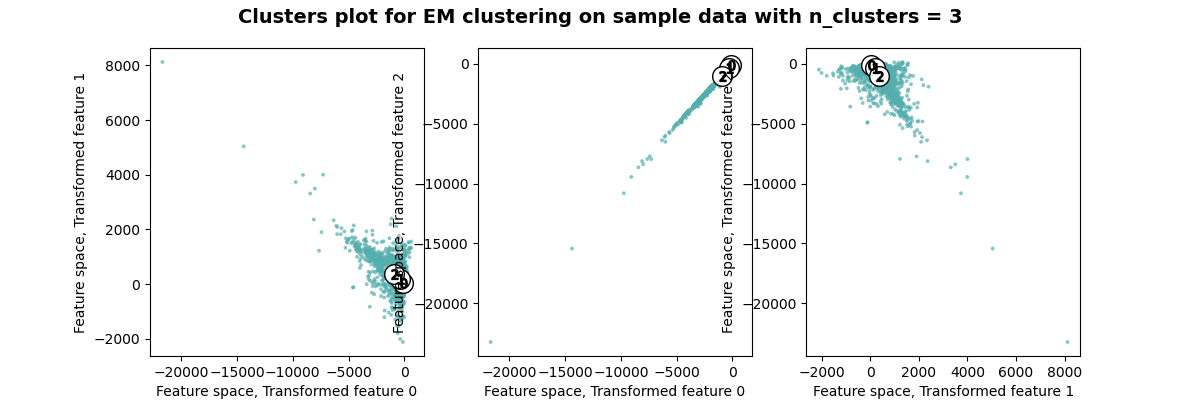 Clusters plot for EM clustering on sample data with n_clusters = 3
Feature space, Transformed feature 1
8000
6000
4000
2000
0
−2000
−20000 −15000 −10000 −5000 0
Feature space, Transformed feature 0
2
0
Feature space, Transformed feature 2
0
−5000
−10000
−15000
−20000
−20000 −15000 −10000 −5000 0
Feature space, Transformed feature 0
0
2
Feature space, Transformed feature 2
0
−5000
−10000
−15000
−20000
−2000 0 2000 4000 6000 8000
Feature space, Transformed feature 1
0
1
2